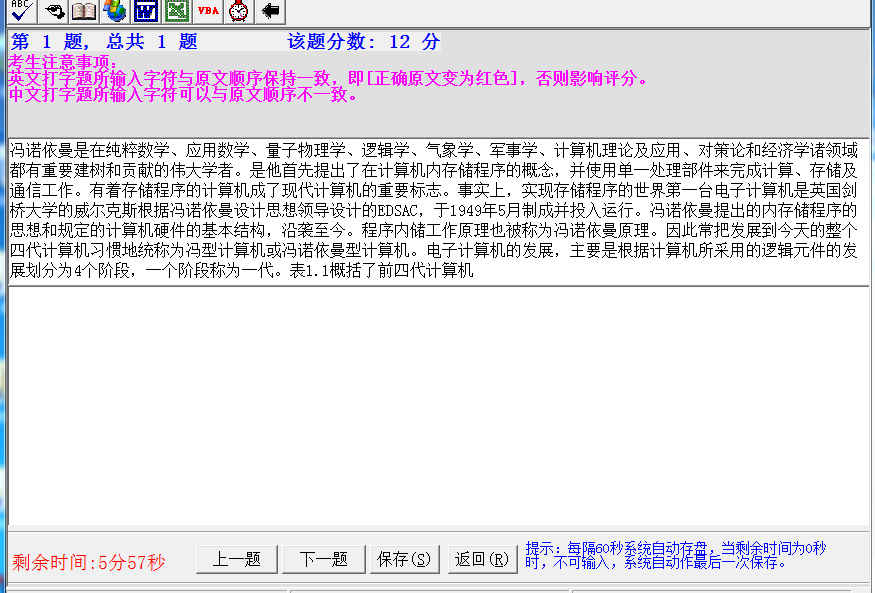 ABC
W
VBA
第 1 题, 总共 1 题 该题分数: 12 分
考生注意事项:
英文打字题所输入字符与原文顺序保持一致，即[正确原文变为红色]，否则影响评分。
中文打字题所输入字符可以与原文顺序不一致。
冯诺依曼是在纯粹数学、应用数学、量子物理学、逻辑学、气象学、军事学、计算机理论及应用、对策论和经济学诸领域
都有重要建树和贡献的伟大学者。是他首先提出了在计算机内存储程序的概念，并使用单一处理部件来完成计算、存储及
通信工作。有着存储程序的计算机成了现代计算机的重要标志。事实上，实现存储程序的世界第一台电子计算机是英国剑
桥大学的威尔克斯根据冯诺依曼设计思想领导设计的EDSAC，于1949年5月制成并投入运行。冯诺依曼提出的内存储程序的
思想和规定的计算机硬件的基本结构，沿袭至今。程序内储工作原理也被称为冯诺依曼原理。因此常把发展到今天的整个
四代计算机习惯地统称为冯型计算机或冯诺依曼型计算机。电子计算机的发展，主要是根据计算机所采用的逻辑元件的发
展划分为4个阶段，一个阶段称为一代。表1.1概括了前四代计算机
剩余时间:5分57秒 上一题 下一题 保存(S) 返回(R)
提示：每隔60秒系统自动存盘，当剩余时间为0秒
时，不可输入，系统自动作最后一次保存。